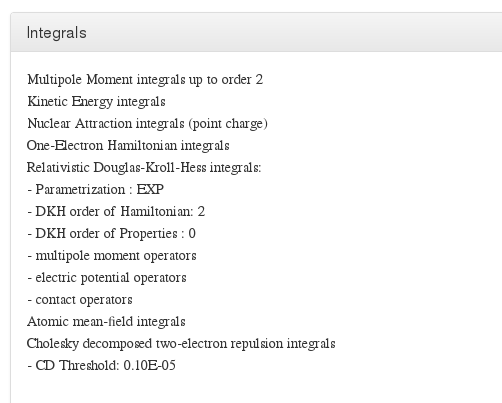 Integrals
Multipole Moment integrals up to order 2
Kinetic Energy integrals
Nuclear Attraction integrals (point charge)
One-Electron Hamiltonian integrals
Relativistic Douglas-Kroll-Hess integrals:
- Parametrization : EXP
- DKH order of Hamiltonian: 2
- DKH order of Properties : 0
- multipole moment operators
- electric potential operators
- contact operators
Atomic mean-field integrals
Cholesky decomposed two-electron repulsion integrals
- CD Threshold: 0.10E-05